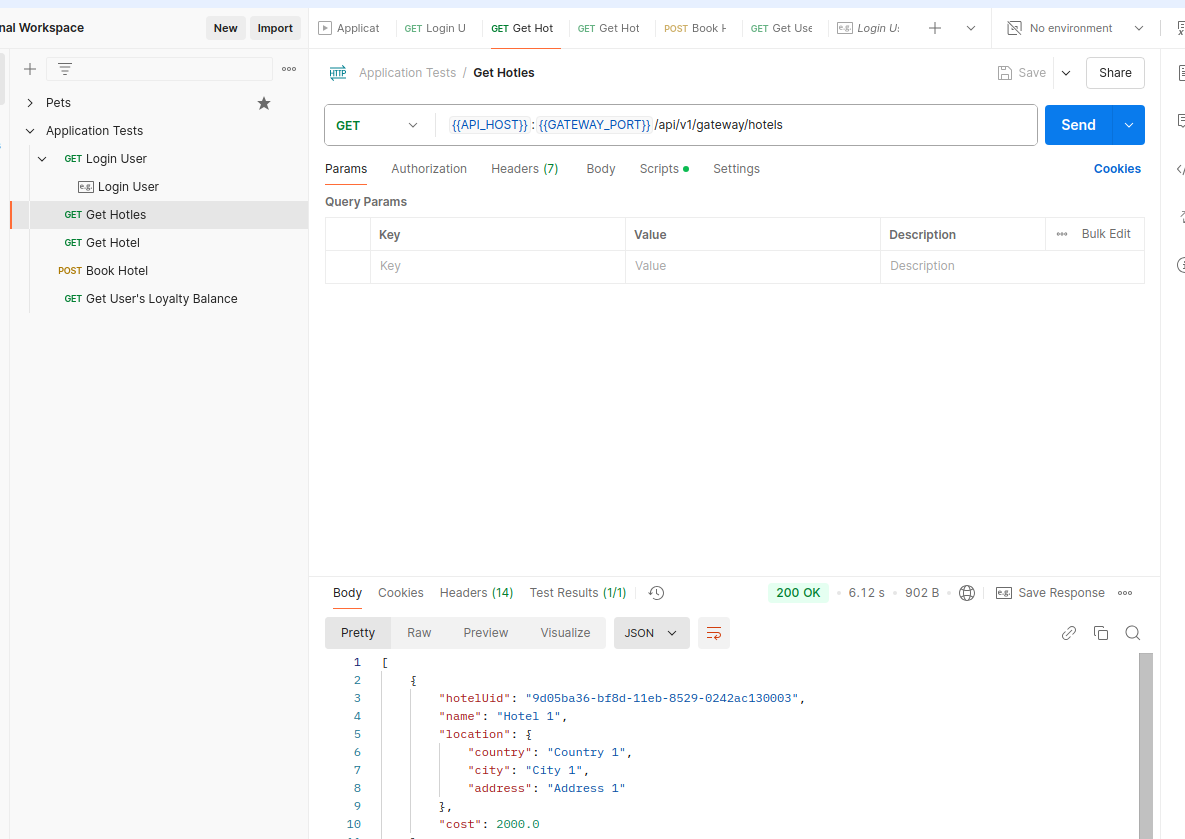 nal Workspace New Import
Applicat GET Login U GET Get Hot GET Get Hot POST Book H GET Get Use e.g. Login Us No environment
Application Tests / Get Hotles Save Share
Pets
Application Tests
GET Login User
e.g. Login User
GET Get Hotles
GET Get Hotel
POST Book Hotel
GET Get User's Loyalty Balance
HTTP
GET {{API_HOST}} : {{GATEWAY_PORT}} /api/v1/gateway/hotels Send
Params Authorization Headers (7) Body Scripts Settings Cookies
Query Params
Key Value Description Bulk Edit
Key Value Description
Body Cookies Headers (14) Test Results (1/1) 200 OK 6.12 s 902 B e.g. Save Response
Pretty Raw Preview Visualize JSON
1 [
2 {
3 "hotelUid": "9d05ba36-bf8d-11eb-8529-0242ac130003",
4 "name": "Hotel 1",
5 "location": {
6 "country": "Country 1",
7 "city": "City 1",
8 "address": "Address 1"
9 },
10 "cost": 2000.0